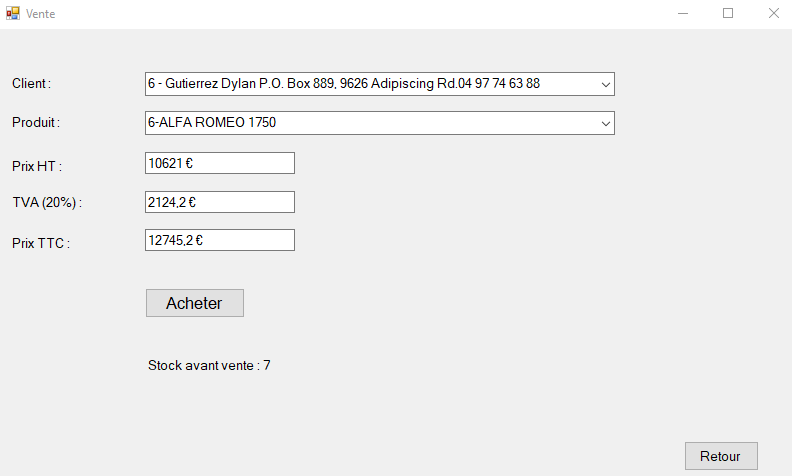 Vente
Client : 6 - Gutierrez Dylan P.O. Box 889, 9626 Adipiscing Rd.04 97 74 63 88
Produit : 6-ALFA ROMEO 1750
Prix HT : 10621 €
TVA (20%) : 2124,2 €
Prix TTC : 12745,2 €
Acheter
Stock avant vente : 7
Retour